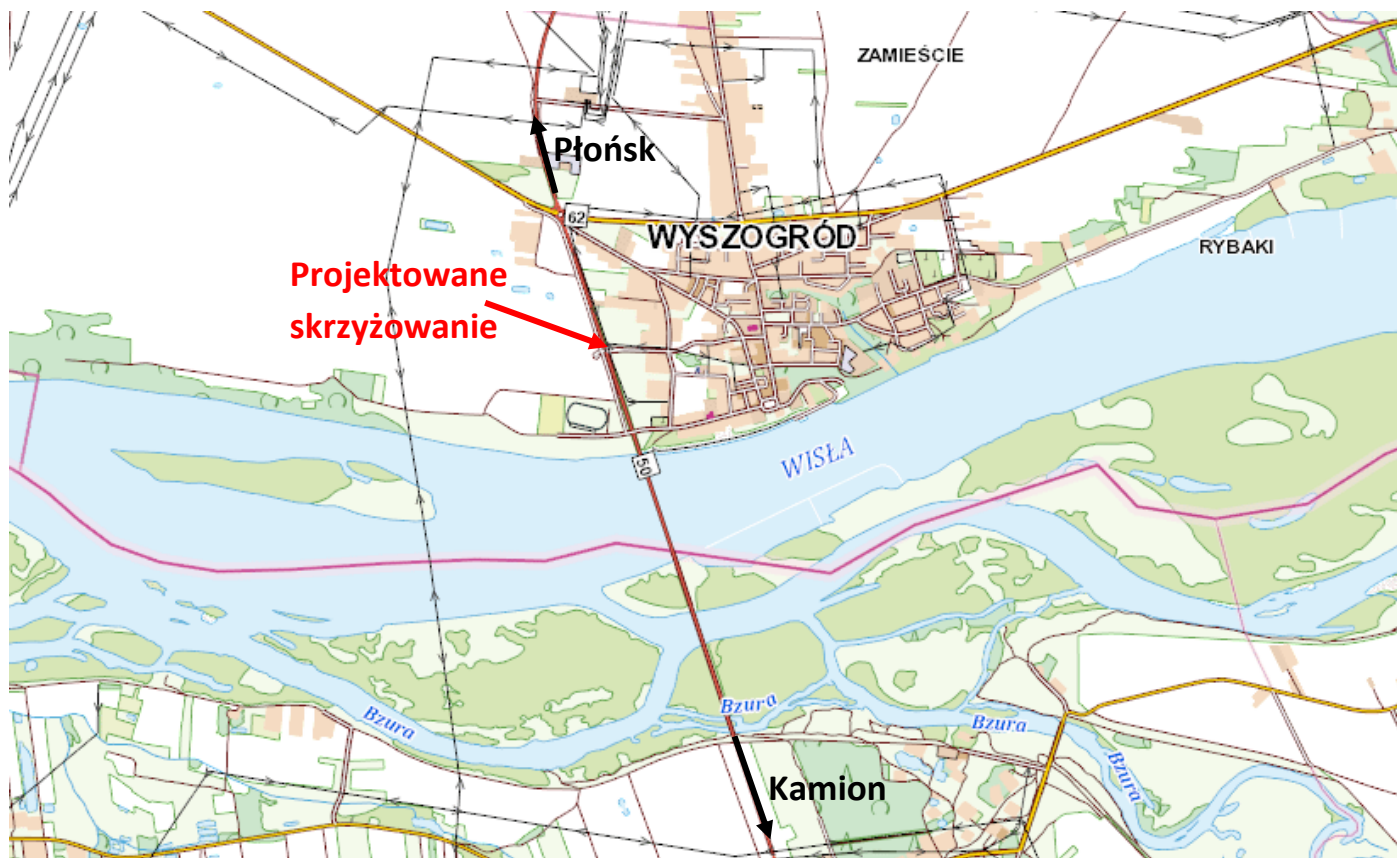 ZAMIEŚCIE
Płońsk
62
WYSZOGRÓD
RYBAKI
Projektowane
skrzyżowanie
50
WISŁA
Bzura
Bzura
Bzura
Bzura
Kamion